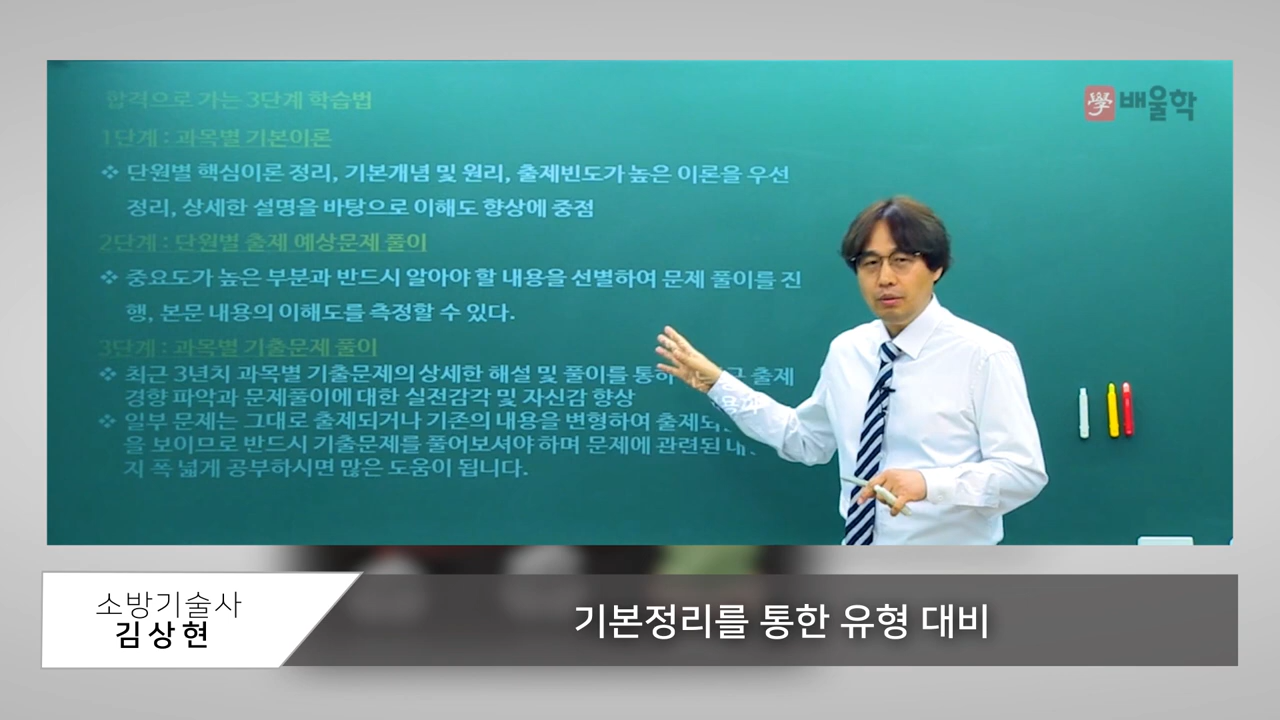 합격으로 가는 3단계 학습법
學 배울학
1단계 : 과목별 기본이론
❖ 단원별 핵심이론 정리, 기본개념 및 원리, 출제빈도가 높은 이론을 우선
정리, 상세한 설명을 바탕으로 이해도 향상에 중점
2단계 : 단원별 출제 예상문제 풀이
❖ 중요도가 높은 부분과 반드시 알아야 할 내용을 선별하여 문제 풀이를 진
행, 본문 내용의 이해도를 측정할 수 있다.
3단계 : 과목별 기출문제 풀이
❖ 최근 3년치 과목별 기출문제의 상세한 해설 및 풀이를 통하 출제
경향 파악과 문제풀이에 대한 실전감각 및 자신감 향상
❖ 일부 문제는 그대로 출제되거나 기존의 내용을 변형하여 출제되
을 보이므로 반드시 기출문제를 풀어보셔야 하며 문제에 관련된
지 폭 넓게 공부하시면 많은 도움이 됩니다.
소방기술사
김상현
기본정리를 통한 유형 대비